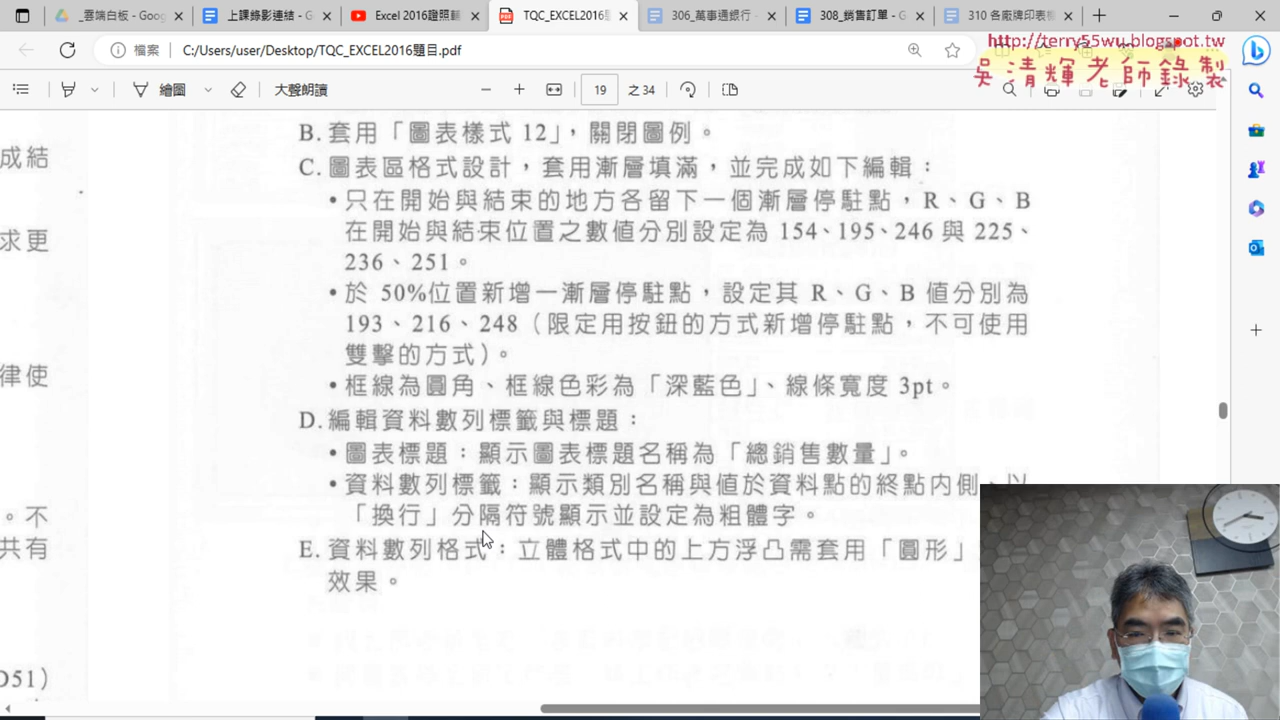 _雲端白板 - Goog
上課錄影連結 - G
Excel 2016證照輔
TQC_EXCEL2016題
306_萬事通銀行 -
308_銷售訂單 - G
310 各廠牌印表機
檔案
C:/Users/user/Desktop/TQC_EXCEL2016題目.pdf
http://terry55wu.blogspot.tw
吳清輝老師錄製
繪圖
大聲朗讀
19
之 34
B. 套用「圖表樣式 12」，關閉圖例。
C. 圖表區格式設計，套用漸層填滿，並完成如下編輯：
•只在開始與結束的地方各留下一個漸層停駐點，R、G、B
在開始與結束位置之數值分別設定為 154、195、246 與 225、
236、251。
•於 50%位置新增一漸層停駐點，設定其 R、G、B 值分別為
193、216、248（限定用按鈕的方式新增停駐點，不可使用
雙擊的方式）。
•框線為圓角、框線色彩為「深藍色」、線條寬度 3pt。
D. 編輯資料數列標籤與標題：
•圖表標題：顯示圖表標題名稱為「總銷售數量」。
•資料數列標籤：顯示類別名稱與值於資料點的終點內側、以
「換行」分隔符號顯示並設定為粗體字。
E. 資料數列格式：立體格式中的上方浮凸需套用「圓形」
效果。
成結
求更
律使
。不
共有
D51)